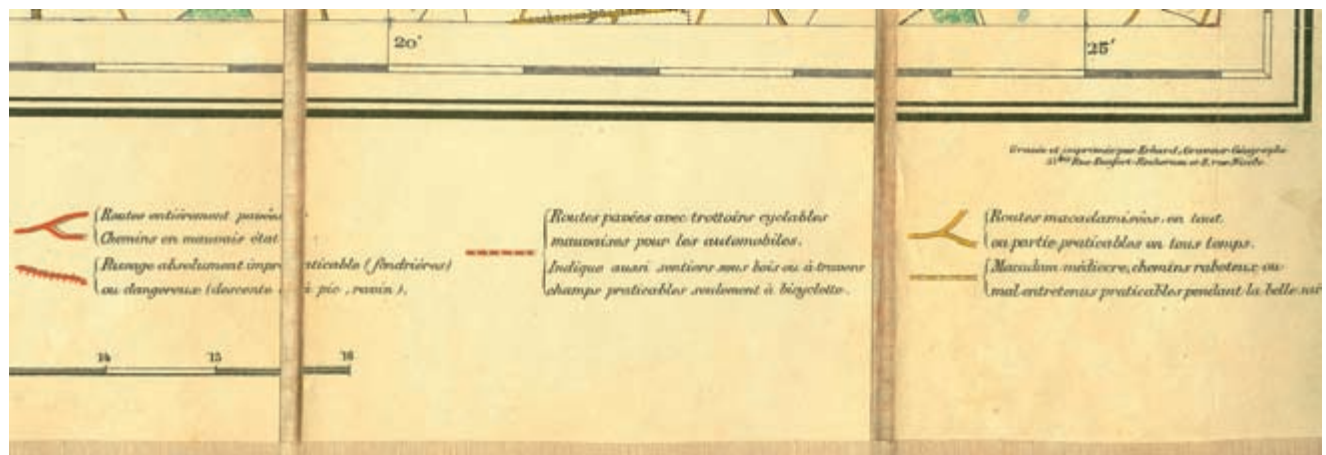 20'
25'
Gravée et imprimée par Erhard, Graveur-Géographe
35 bis Rue Denfert-Rochereau et 8, rue Nicole
Routes entièrement pavées
Chemins en mauvais état
Passage absolument impraticable (fondrières)
ou dangereux (descente à pic, ravin).
Routes pavées avec trottoirs cyclables
mauvaises pour les automobiles.
Indique aussi sentiers sous bois ou à travers
champs praticables seulement à bicyclette.
Routes macadamisées, en tout
ou partie praticables en tous temps.
Macadam médiocre, chemins raboteux ou
mal entretenus praticables pendant la belle
14 15 16